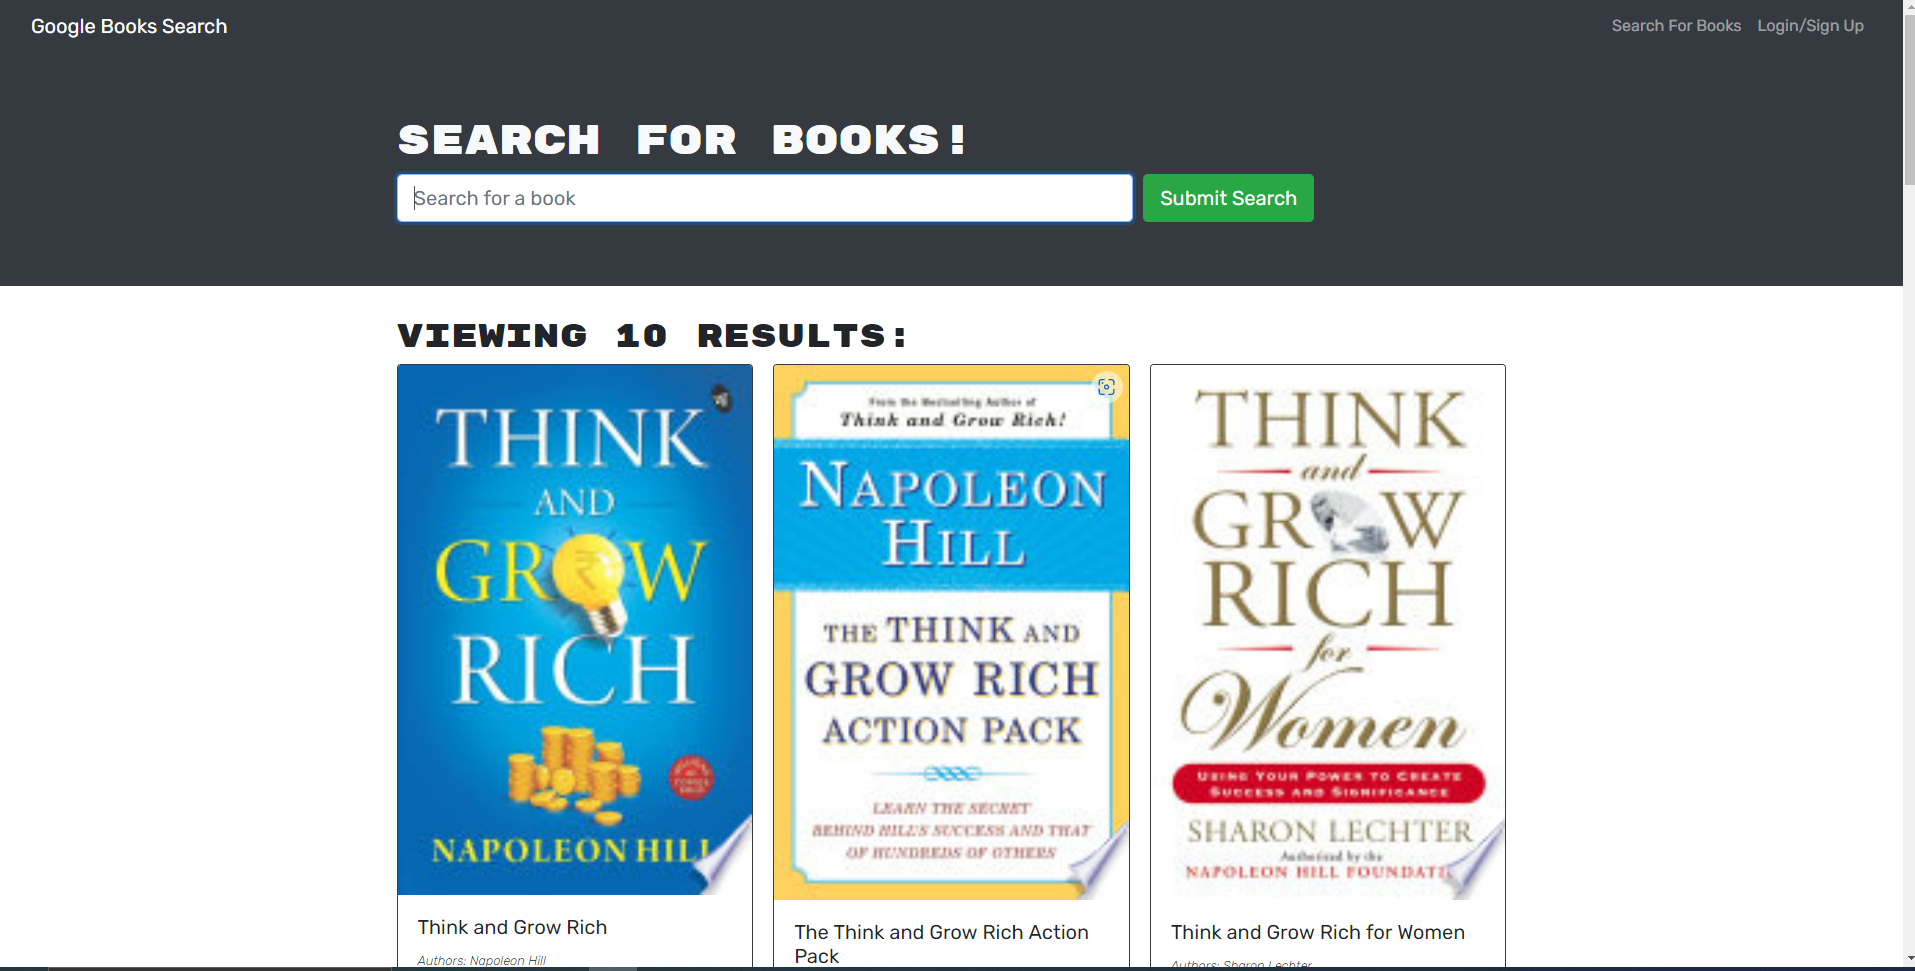 Google Books Search
Search For Books
Login/Sign Up
SEARCH FOR BOOKS!
Search for a book
Submit Search
VIEWING 10 RESULTS:
THINK
AND
GROW
RICH
NAPOLEON HILL
Think and Grow Rich
Authors: Napoleon Hill
From the Bestselling Author of
Think and Grow Rich!
NAPOLEON
HILL
THE THINK AND
GROW RICH
ACTION PACK
LEARN THE SECRET
BEHIND HILL'S SUCCESS AND THAT
OF HUNDREDS OF OTHERS
The Think and Grow Rich Action
Pack
THINK
and
GROW
RICH
for
Women
USING YOUR POWER TO CREATE
SUCCESS AND SIGNIFICANCE
SHARON LECHTER
Authorized by the
NAPOLEON HILL FOUNDATI
Think and Grow Rich for Women
Authors: Sharon Lechter